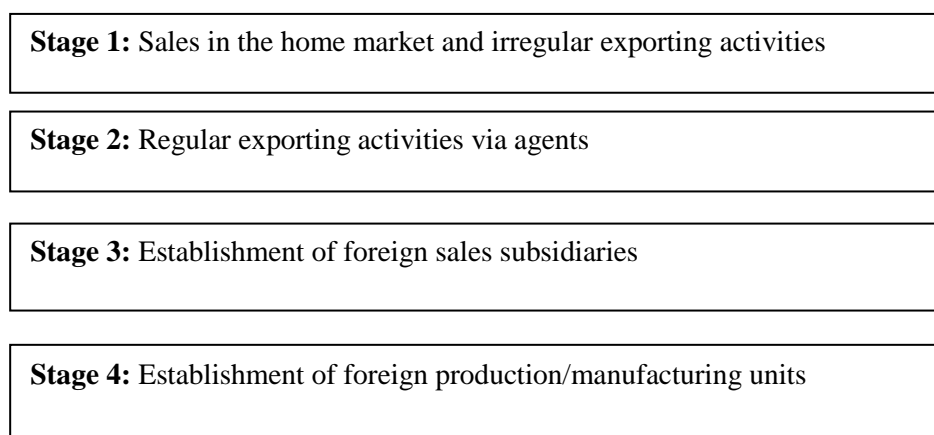 Stage 1: Sales in the home market and irregular exporting activities
Stage 2: Regular exporting activities via agents
Stage 3: Establishment of foreign sales subsidiaries
Stage 4: Establishment of foreign production/manufacturing units